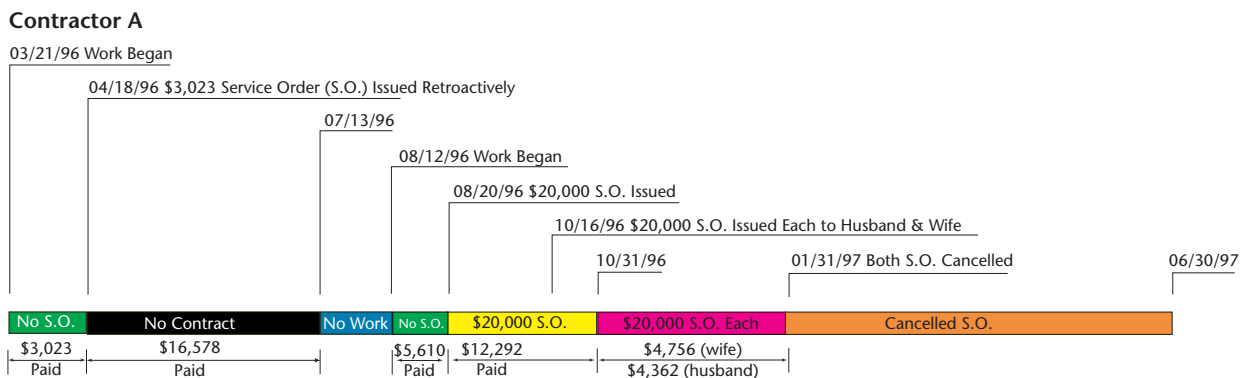 Contractor A
03/21/96 Work Began
04/18/96 $3,023 Service Order (S.O.) Issued Retroactively
07/13/96
08/12/96 Work Began
08/20/96 $20,000 S.O. Issued
10/16/96 $20,000 S.O. Issued Each to Husband & Wife
10/31/96 01/31/97 Both S.O. Cancelled 06/30/97
No S.O. No Contract No Work No S.O. $20,000 S.O. $20,000 S.O. Each Cancelled S.O.
$3,023 $16,578 $5,610 $12,292 $4,756 (wife)
Paid Paid Paid Paid $4,362 (husband)